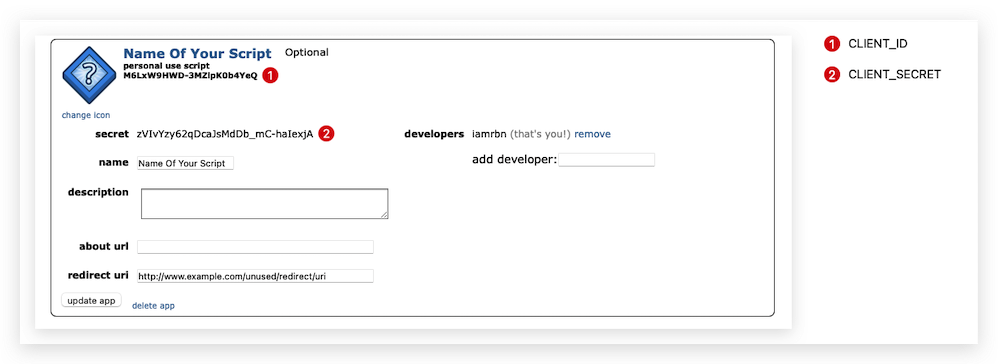 Name Of Your Script Optional
personal use script
M6LxW9HWD-3MZIpK0b4YeQ 1
change icon
secret zVIvYzy62qDcaJsMdDb_mC-haIexjA 2
developers iamrbn (that's you!) remove
add developer:
name Name Of Your Script
description
about url
redirect uri http://www.example.com/unused/redirect/uri
update app delete app
1 CLIENT_ID
2 CLIENT_SECRET